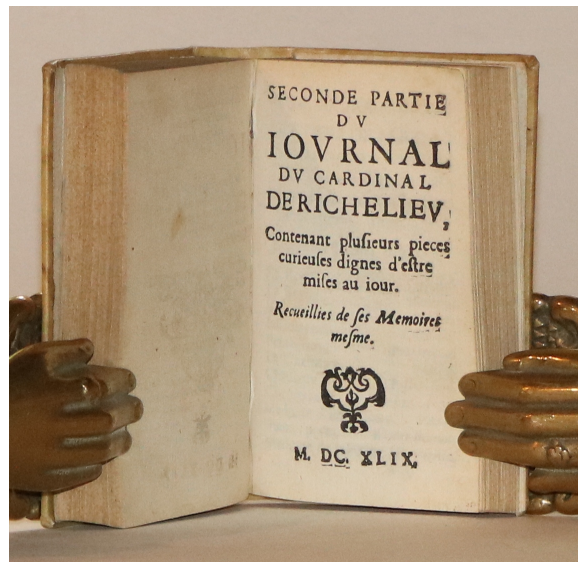 SECONDE PARTIE
DV
IOVRNAL
DV CARDINAL
DE RICHELIEV,
Contenant pluſieurs pieces
curieuſes dignes d'eſtre
miſes au iour.
Recueillies de ſes Memoires
meſme.
M. DC. XLIX.